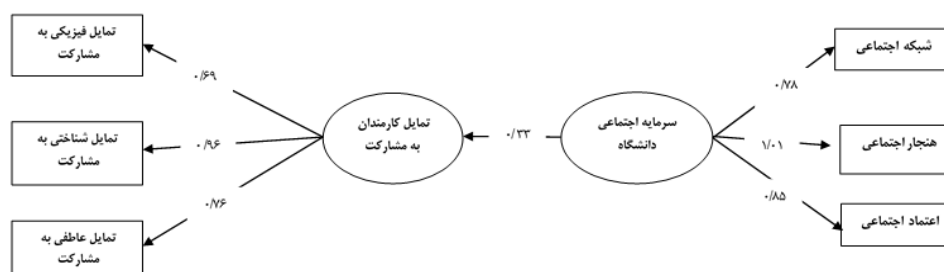 شبکه اجتماعی
۰/۷۸
هنجار اجتماعی
۱/۰۱
اعتماد اجتماعی
۰/۸۵
سرمایه اجتماعی
دانشگاه
۰/۳۳
تمایل کارمندان
به مشارکت
تمایل فیزیکی به
مشارکت
۰/۶۹
تمایل شناختی به
مشارکت
۰/۹۶
تمایل عاطفی به
مشارکت
۰/۷۶